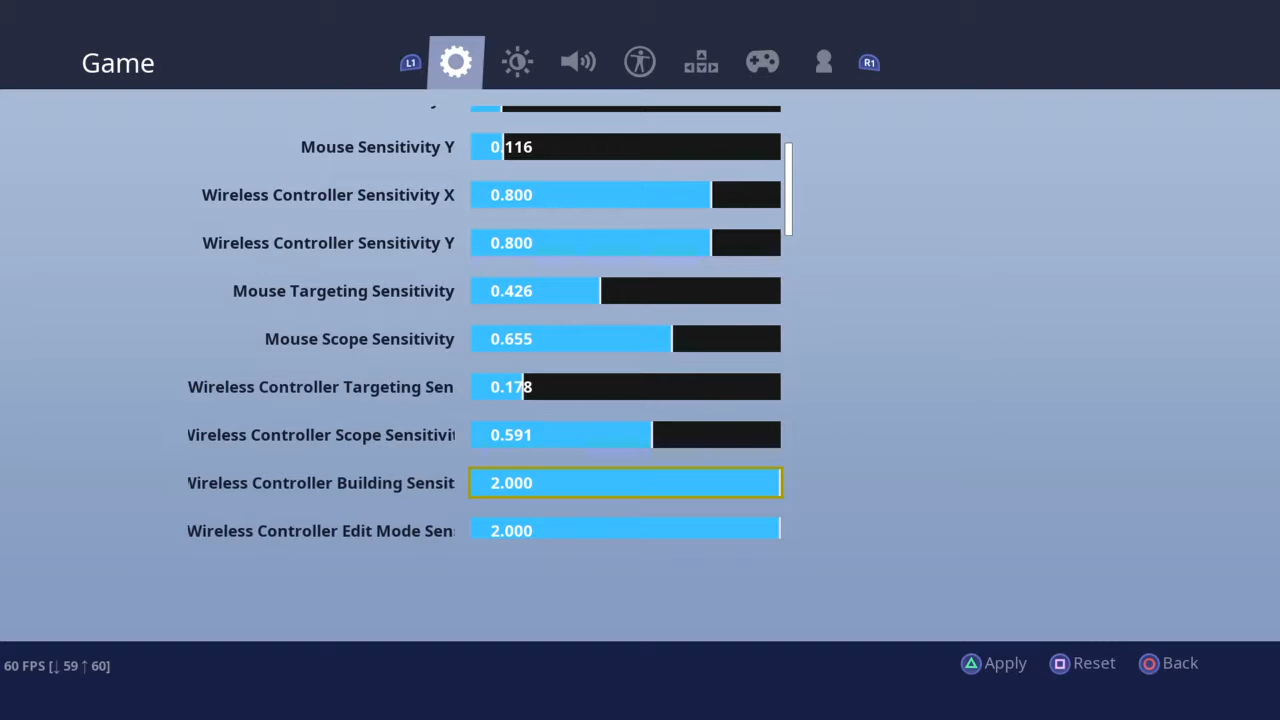 Game
L1
R1
Mouse Sensitivity Y 0.116
Wireless Controller Sensitivity X 0.800
Wireless Controller Sensitivity Y 0.800
Mouse Targeting Sensitivity 0.426
Mouse Scope Sensitivity 0.655
Wireless Controller Targeting Sen 0.178
Wireless Controller Scope Sensitivit 0.591
Wireless Controller Building Sensit 2.000
Wireless Controller Edit Mode Sen 2.000
60 FPS [↓ 59 ↑ 60]
Apply Reset Back